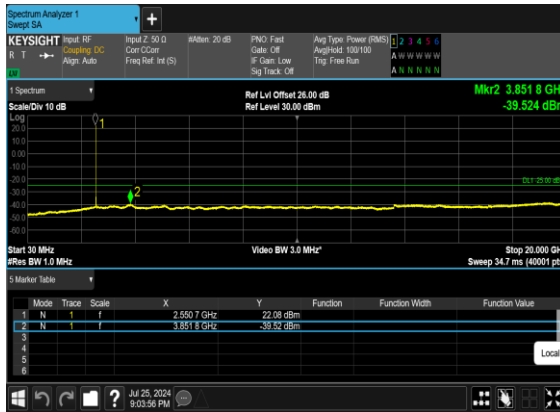 Spectrum Analyzer 1
Swept SA
KEYSIGHT Input: RF Input Z: 50 Ω #Atten: 20 dB PNO: Fast Avg Type: Power (RMS) 1 2 3 4 5 6
R T Coupling: DC Corr CCorr Gate: Off Avg|Hold: 100/100 A W W W W W
Align: Auto Freq Ref: Int (S) IF Gain: Low Trig: Free Run
Sig Track: Off A N N N N N
LXI
1 Spectrum
Ref Lvl Offset 26.00 dB Mkr2 3.851 8 GH
Scale/Div 10 dB Ref Level 30.00 dBm -39.524 dBm
Log
20.0
1
10.0
0.00
-10.0
-20.0
DL1 -25.00 dB
-30.0
2
-40.0
-50.0
-60.0
Start 30 MHz Video BW 3.0 MHz* Stop 20.000 GH
#Res BW 1.0 MHz Sweep 34.7 ms (40001 pt
5 Marker Table
Mode Trace Scale X Y Function Function Width Function Value
1 N 1 f 2.550 7 GHz 22.08 dBm
2 N 1 f 3.851 8 GHz -39.52 dBm
3
4
5
6
Local
? Jul 25, 2024
9:03:56 PM